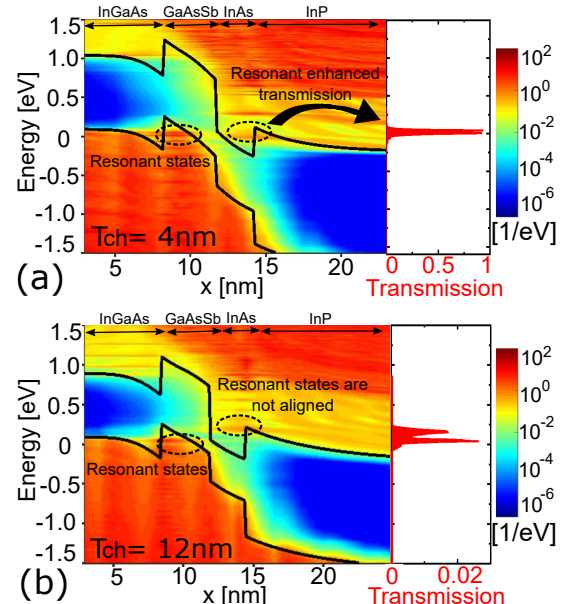 InGaAs GaAsSb InAs InP
1.5
1.0
0.5
0
-0.5
-1.0
-1.5
Energy [eV]
Resonant enhanced
transmission
Resonant states
Tch= 4nm
(a)
5 10 15 20
x [nm]
0 0.5 1
Transmission
10^2
10^0
10^-2
10^-4
10^-6
[1/eV]
InGaAs GaAsSb InAs InP
1.5
1.0
0.5
0
-0.5
-1.0
-1.5
Energy [eV]
Resonant states are
not aligned
Resonant states
Tch= 12nm
(b)
5 10 15 20
x [nm]
0 0.02
Transmission
10^2
10^0
10^-2
10^-4
10^-6
[1/eV]